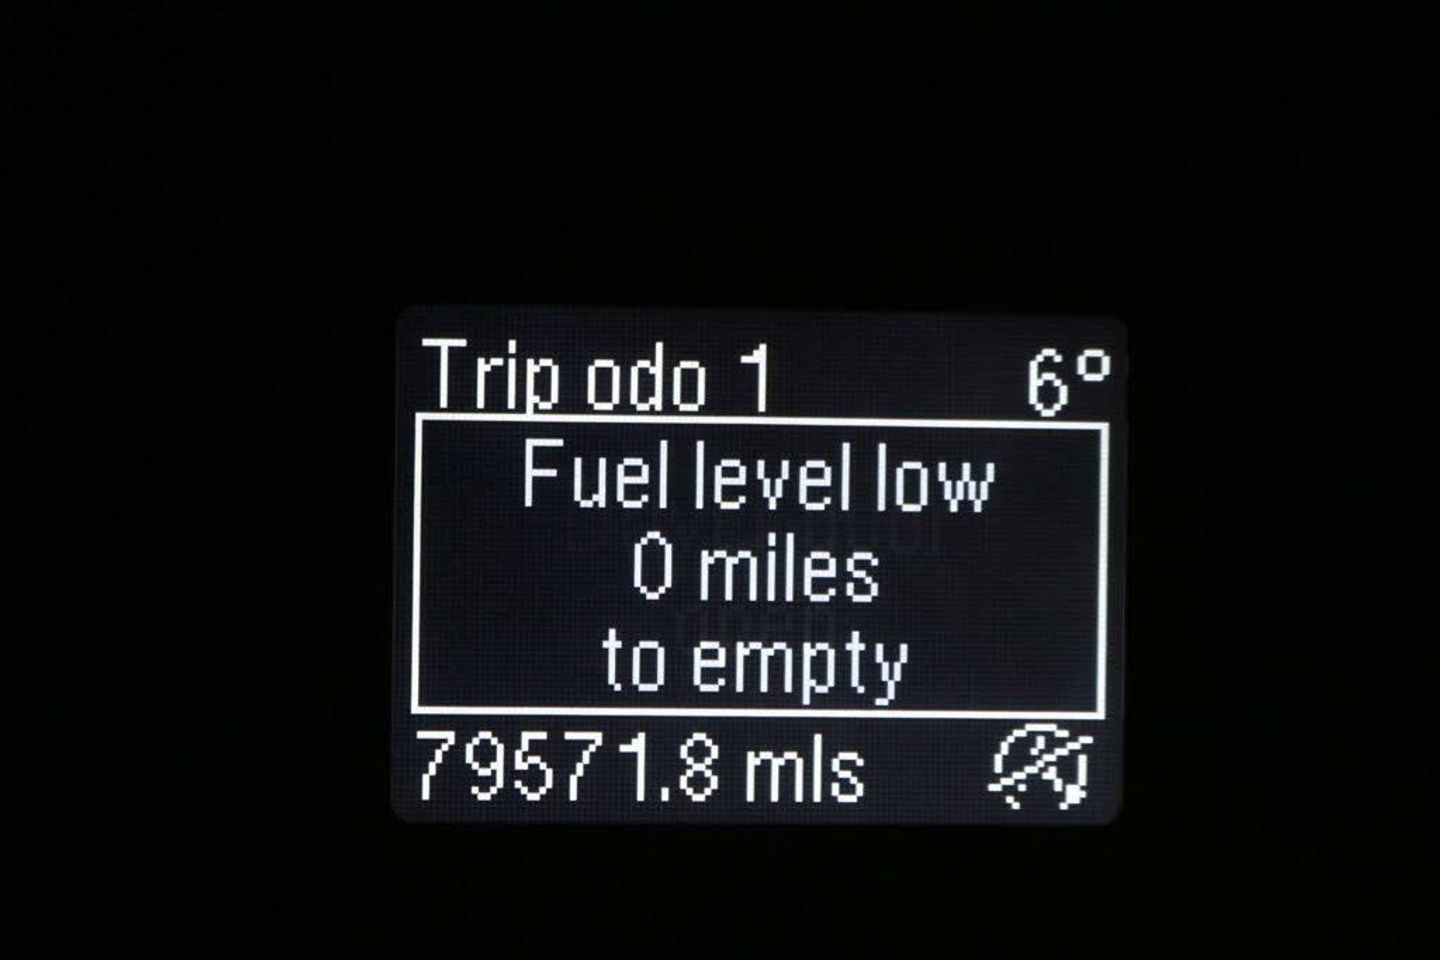 Trip odo 1 6°
Fuel level low
0 miles
to empty
79571.8 mls